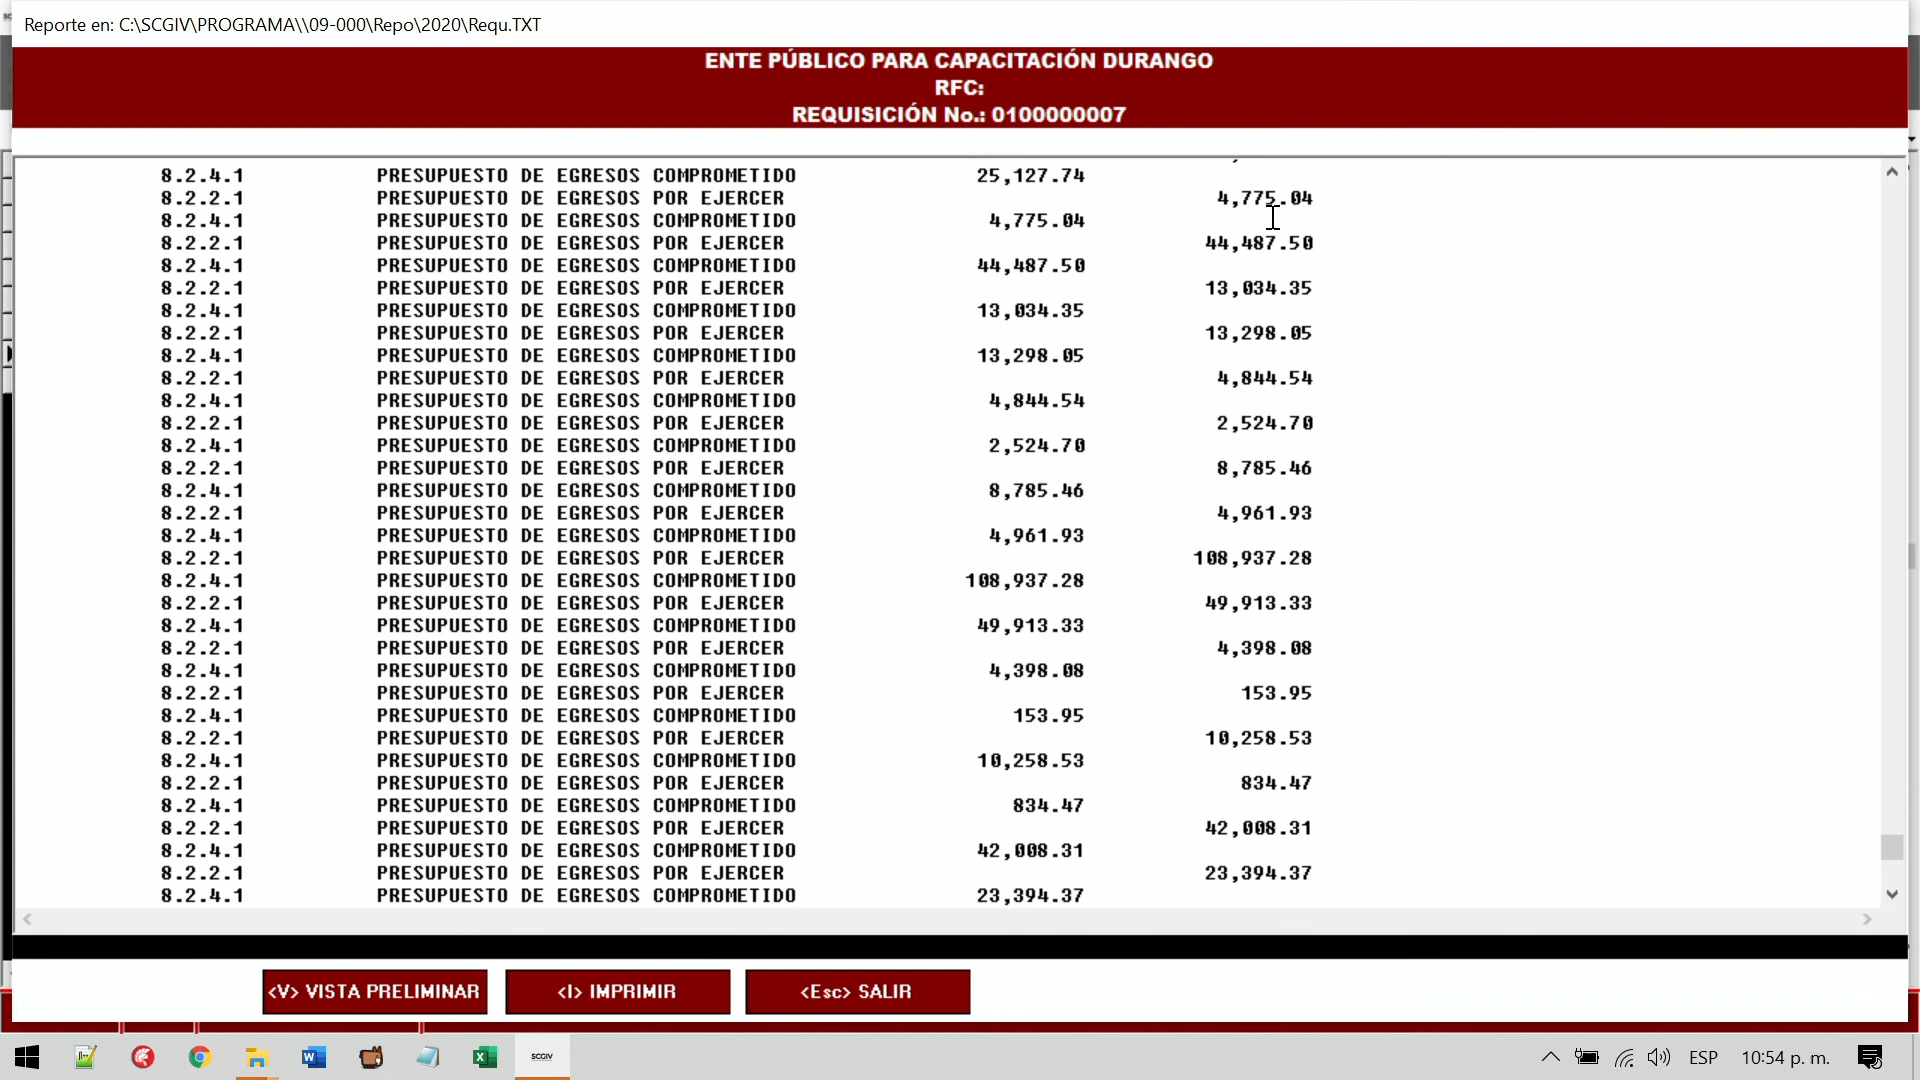 Reporte en: C:\SCGIV\PROGRAMA\\09-000\Repo\2020\Requ.TXT
ENTE PÚBLICO PARA CAPACITACIÓN DURANGO
RFC:
REQUISICIÓN No.: 0100000007
8.2.4.1 PRESUPUESTO DE EGRESOS COMPROMETIDO 25,127.74
8.2.2.1 PRESUPUESTO DE EGRESOS POR EJERCER 4,775.04
8.2.4.1 PRESUPUESTO DE EGRESOS COMPROMETIDO 4,775.04
8.2.2.1 PRESUPUESTO DE EGRESOS POR EJERCER 44,487.50
8.2.4.1 PRESUPUESTO DE EGRESOS COMPROMETIDO 44,487.50
8.2.2.1 PRESUPUESTO DE EGRESOS POR EJERCER 13,034.35
8.2.4.1 PRESUPUESTO DE EGRESOS COMPROMETIDO 13,034.35
8.2.2.1 PRESUPUESTO DE EGRESOS POR EJERCER 13,298.05
8.2.4.1 PRESUPUESTO DE EGRESOS COMPROMETIDO 13,298.05
8.2.2.1 PRESUPUESTO DE EGRESOS POR EJERCER 4,844.54
8.2.4.1 PRESUPUESTO DE EGRESOS COMPROMETIDO 4,844.54
8.2.2.1 PRESUPUESTO DE EGRESOS POR EJERCER 2,524.70
8.2.4.1 PRESUPUESTO DE EGRESOS COMPROMETIDO 2,524.70
8.2.2.1 PRESUPUESTO DE EGRESOS POR EJERCER 8,785.46
8.2.4.1 PRESUPUESTO DE EGRESOS COMPROMETIDO 8,785.46
8.2.2.1 PRESUPUESTO DE EGRESOS POR EJERCER 4,961.93
8.2.4.1 PRESUPUESTO DE EGRESOS COMPROMETIDO 4,961.93
8.2.2.1 PRESUPUESTO DE EGRESOS POR EJERCER 108,937.28
8.2.4.1 PRESUPUESTO DE EGRESOS COMPROMETIDO 108,937.28
8.2.2.1 PRESUPUESTO DE EGRESOS POR EJERCER 49,913.33
8.2.4.1 PRESUPUESTO DE EGRESOS COMPROMETIDO 49,913.33
8.2.2.1 PRESUPUESTO DE EGRESOS POR EJERCER 4,398.08
8.2.4.1 PRESUPUESTO DE EGRESOS COMPROMETIDO 4,398.08
8.2.2.1 PRESUPUESTO DE EGRESOS POR EJERCER 153.95
8.2.4.1 PRESUPUESTO DE EGRESOS COMPROMETIDO 153.95
8.2.2.1 PRESUPUESTO DE EGRESOS POR EJERCER 10,258.53
8.2.4.1 PRESUPUESTO DE EGRESOS COMPROMETIDO 10,258.53
8.2.2.1 PRESUPUESTO DE EGRESOS POR EJERCER 834.47
8.2.4.1 PRESUPUESTO DE EGRESOS COMPROMETIDO 834.47
8.2.2.1 PRESUPUESTO DE EGRESOS POR EJERCER 42,008.31
8.2.4.1 PRESUPUESTO DE EGRESOS COMPROMETIDO 42,008.31
8.2.2.1 PRESUPUESTO DE EGRESOS POR EJERCER 23,394.37
8.2.4.1 PRESUPUESTO DE EGRESOS COMPROMETIDO 23,394.37
<V> VISTA PRELIMINAR <I> IMPRIMIR <Esc> SALIR
SCGIV ESP 10:54 p. m.